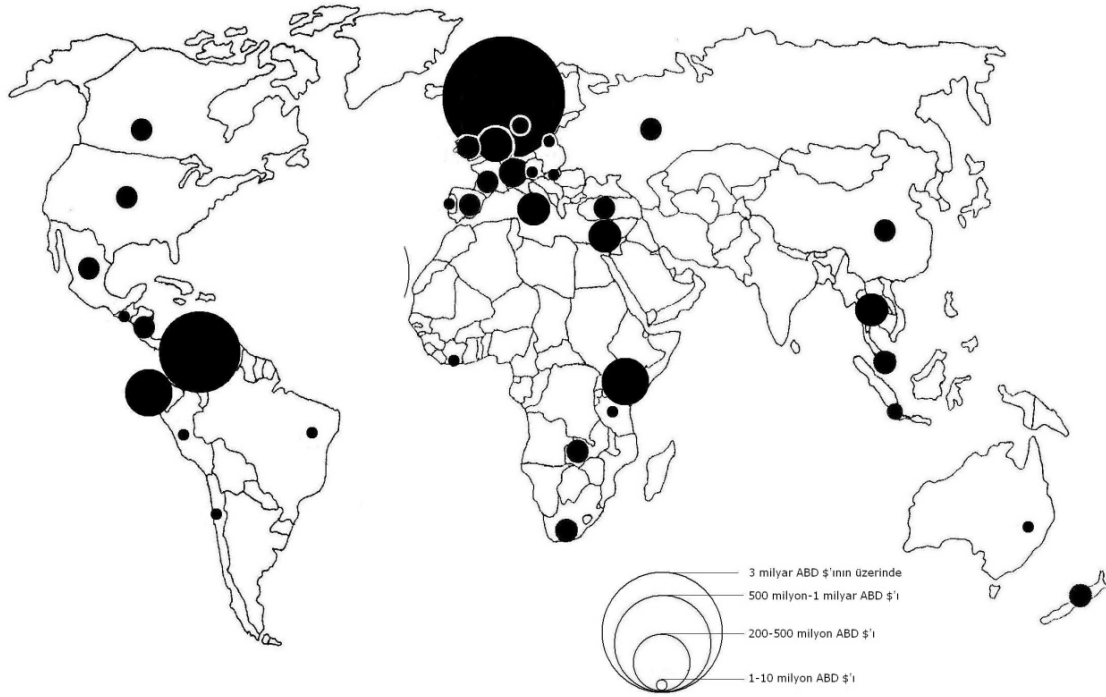 3 milyar ABD $'ının üzerinde
500 milyon-1 milyar ABD $'ı
200-500 milyon ABD $'ı
1-10 milyon ABD $'ı